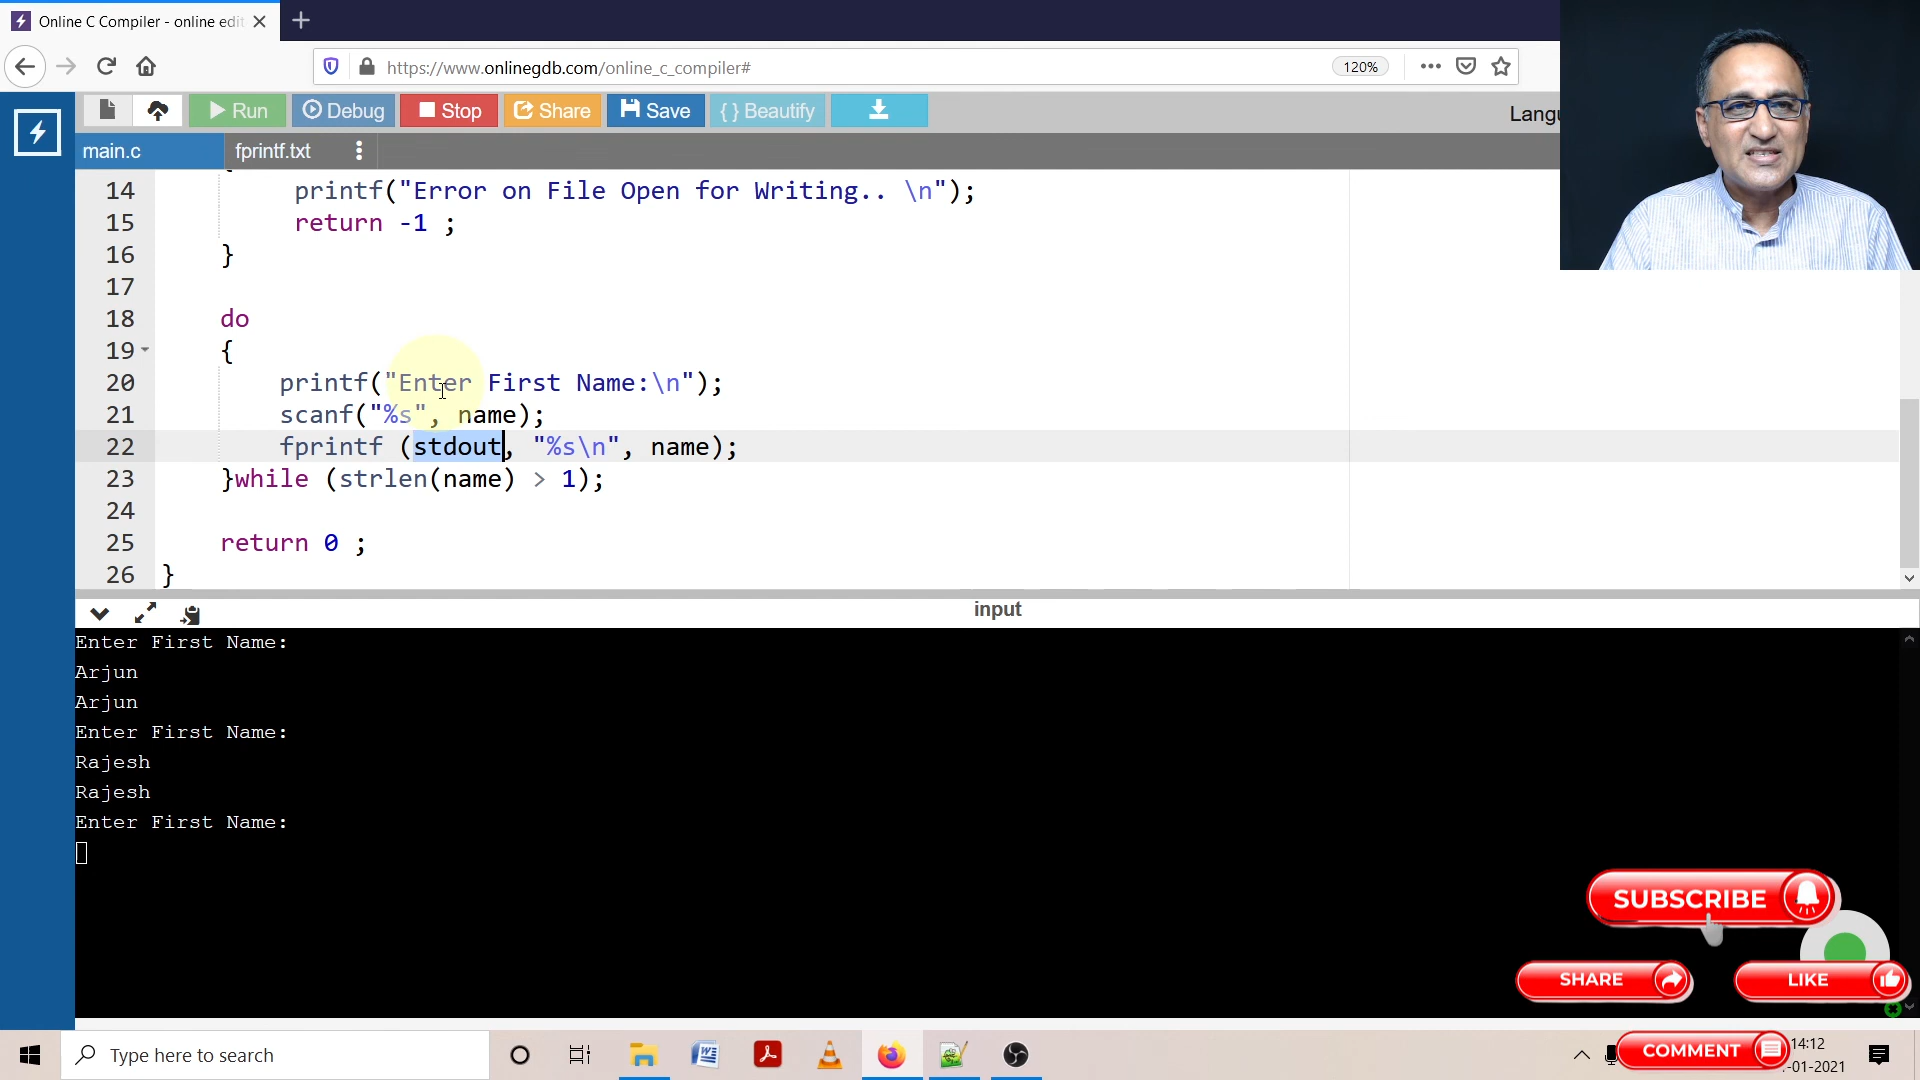 Online C Compiler - online edit
https://www.onlinegdb.com/online_c_compiler#
120%
Run
Debug
Stop
Share
Save
{ } Beautify
Langu
main.c
fprintf.txt
14 printf("Error on File Open for Writing.. \n");
15 return -1 ;
16 }
17
18 do
19 {
20 printf("Enter First Name:\n");
21 scanf("%s", name);
22 fprintf (stdout, "%s\n", name);
23 }while (strlen(name) > 1);
24
25 return 0 ;
26 }
input
Enter First Name:
Arjun
Arjun
Enter First Name:
Rajesh
Rajesh
Enter First Name:
SUBSCRIBE
SHARE
LIKE
COMMENT
Type here to search
14:12
-01-2021